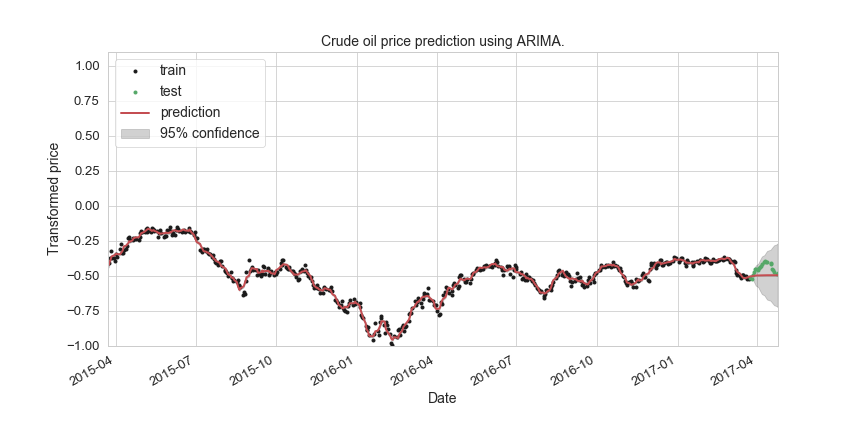 Crude oil price prediction using ARIMA.
1.00
0.75
0.50
0.25
0.00
−0.25
−0.50
−0.75
−1.00
Transformed price
train
test
prediction
95% confidence
2015-04
2015-07
2015-10
2016-01
2016-04
2016-07
2016-10
2017-01
2017-04
Date